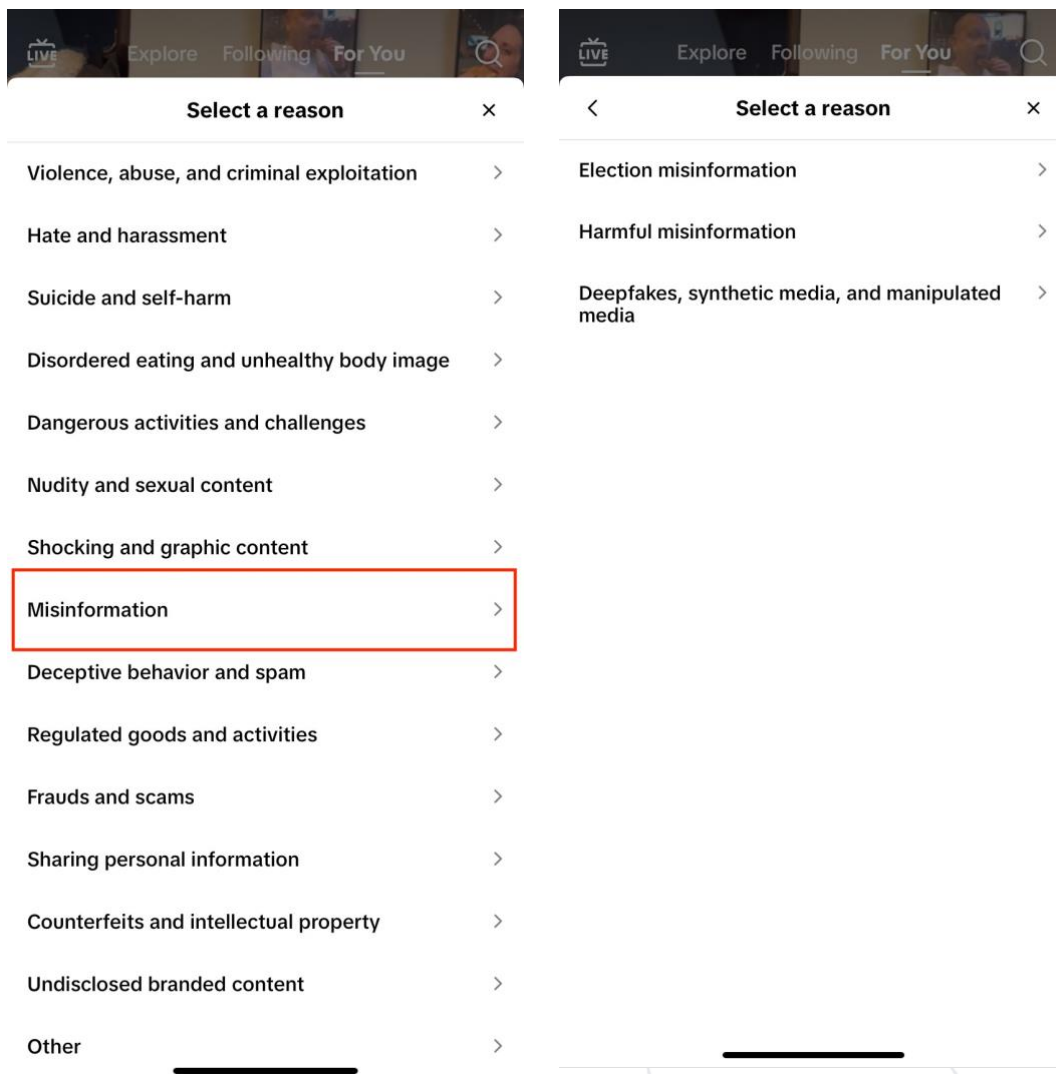 LIVE
Explore Following For You
Select a reason
Violence, abuse, and criminal exploitation
Hate and harassment
Suicide and self-harm
Disordered eating and unhealthy body image
Dangerous activities and challenges
Nudity and sexual content
Shocking and graphic content
Misinformation
Deceptive behavior and spam
Regulated goods and activities
Frauds and scams
Sharing personal information
Counterfeits and intellectual property
Undisclosed branded content
Other
LIVE
Explore Following For You
Select a reason
Election misinformation
Harmful misinformation
Deepfakes, synthetic media, and manipulated
media